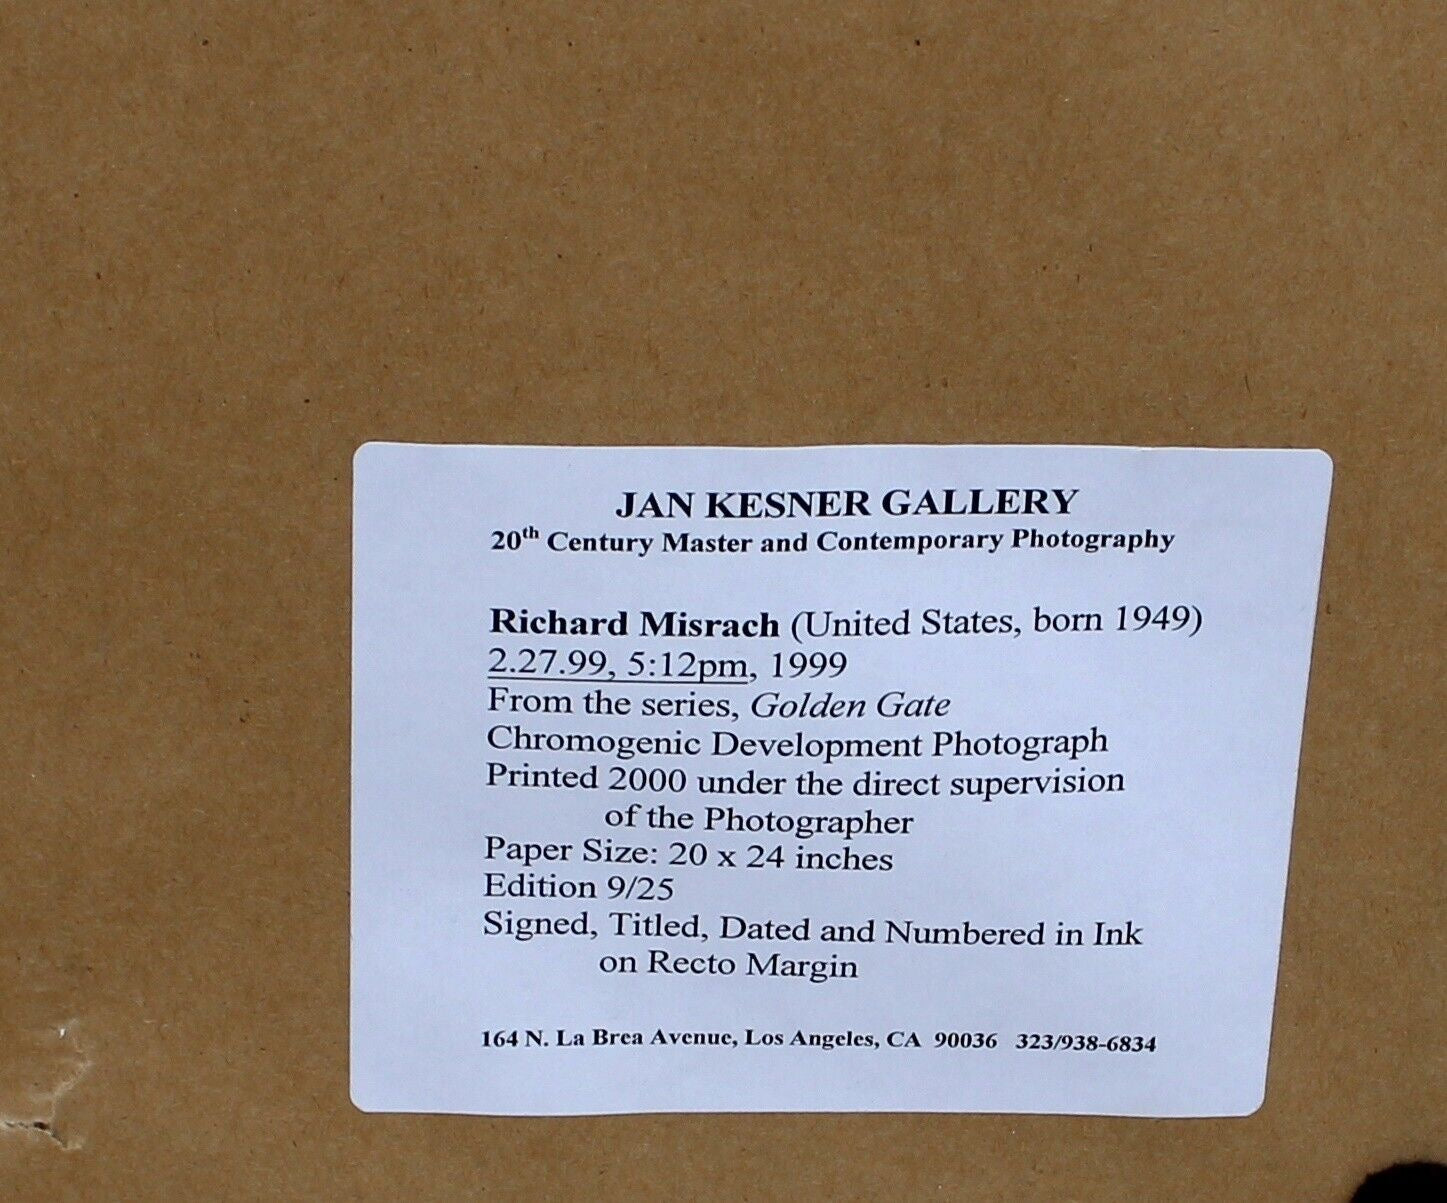 JAN KESNER GALLERY
20th Century Master and Contemporary Photography
Richard Misrach (United States, born 1949)
2.27.99, 5:12pm, 1999
From the series, Golden Gate
Chromogenic Development Photograph
Printed 2000 under the direct supervision
of the Photographer
Paper Size: 20 x 24 inches
Edition 9/25
Signed, Titled, Dated and Numbered in Ink
on Recto Margin
164 N. La Brea Avenue, Los Angeles, CA 90036 323/938-6834